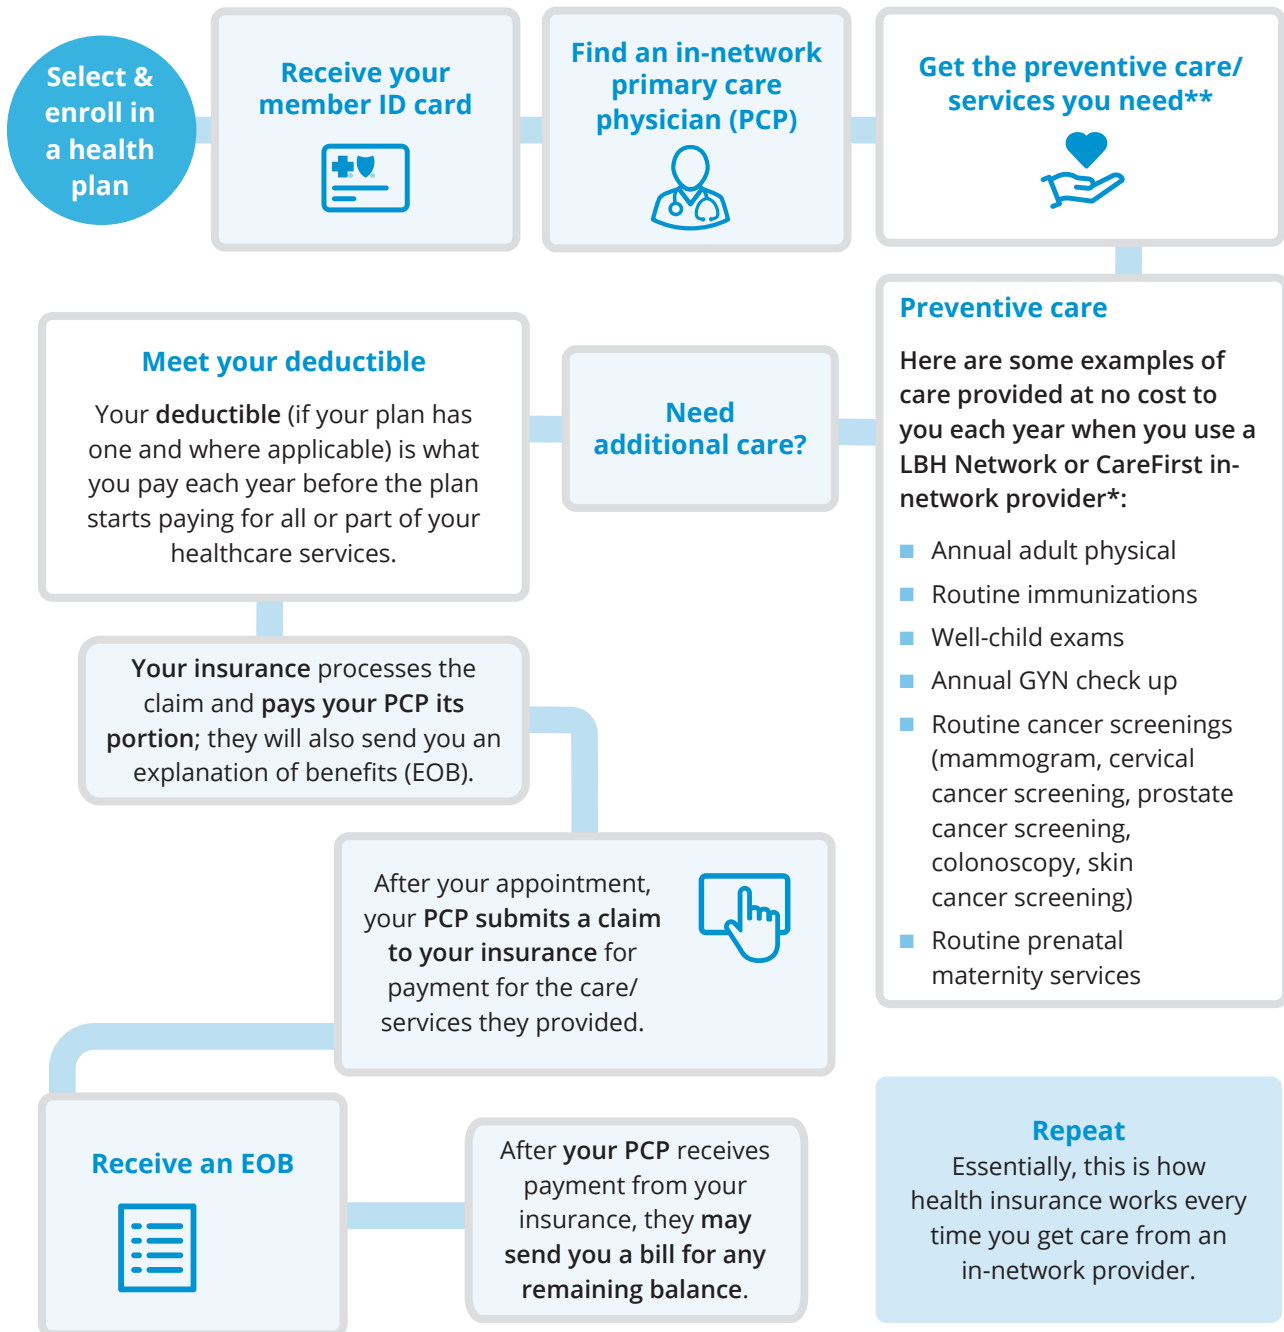 Select &
enroll in
a health
plan
Receive your
member ID card
Find an in-network
primary care
physician (PCP)
Get the preventive care/
services you need**
Preventive care
Here are some examples of
care provided at no cost to
you each year when you use a
LBH Network or CareFirst in-
network provider*:
■ Annual adult physical
■ Routine immunizations
■ Well-child exams
■ Annual GYN check up
■ Routine cancer screenings
(mammogram, cervical
cancer screening, prostate
cancer screening,
colonoscopy, skin
cancer screening)
■ Routine prenatal
maternity services
Need
additional care?
Meet your deductible
Your deductible (if your plan has
one and where applicable) is what
you pay each year before the plan
starts paying for all or part of your
healthcare services.
Your insurance processes the
claim and pays your PCP its
portion; they will also send you an
explanation of benefits (EOB).
After your appointment,
your PCP submits a claim
to your insurance for
payment for the care/
services they provided.
Receive an EOB
After your PCP receives
payment from your
insurance, they may
send you a bill for any
remaining balance.
Repeat
Essentially, this is how
health insurance works every
time you get care from an
in-network provider.